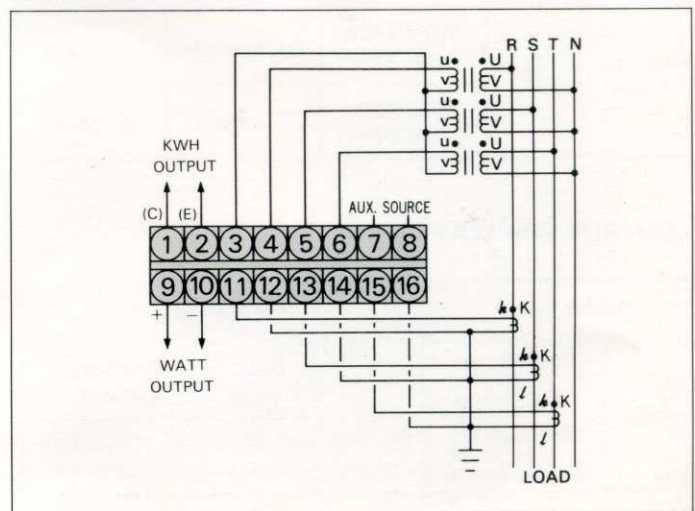 R S T N
u U
v V
u U
v V
u U
v V
KWH
OUTPUT
AUX. SOURCE
(C) (E)
1 2 3 4 5 6 7 8
9 10 11 12 13 14 15 16
+ −
WATT
OUTPUT
k K
k K
l
k K
l
LOAD